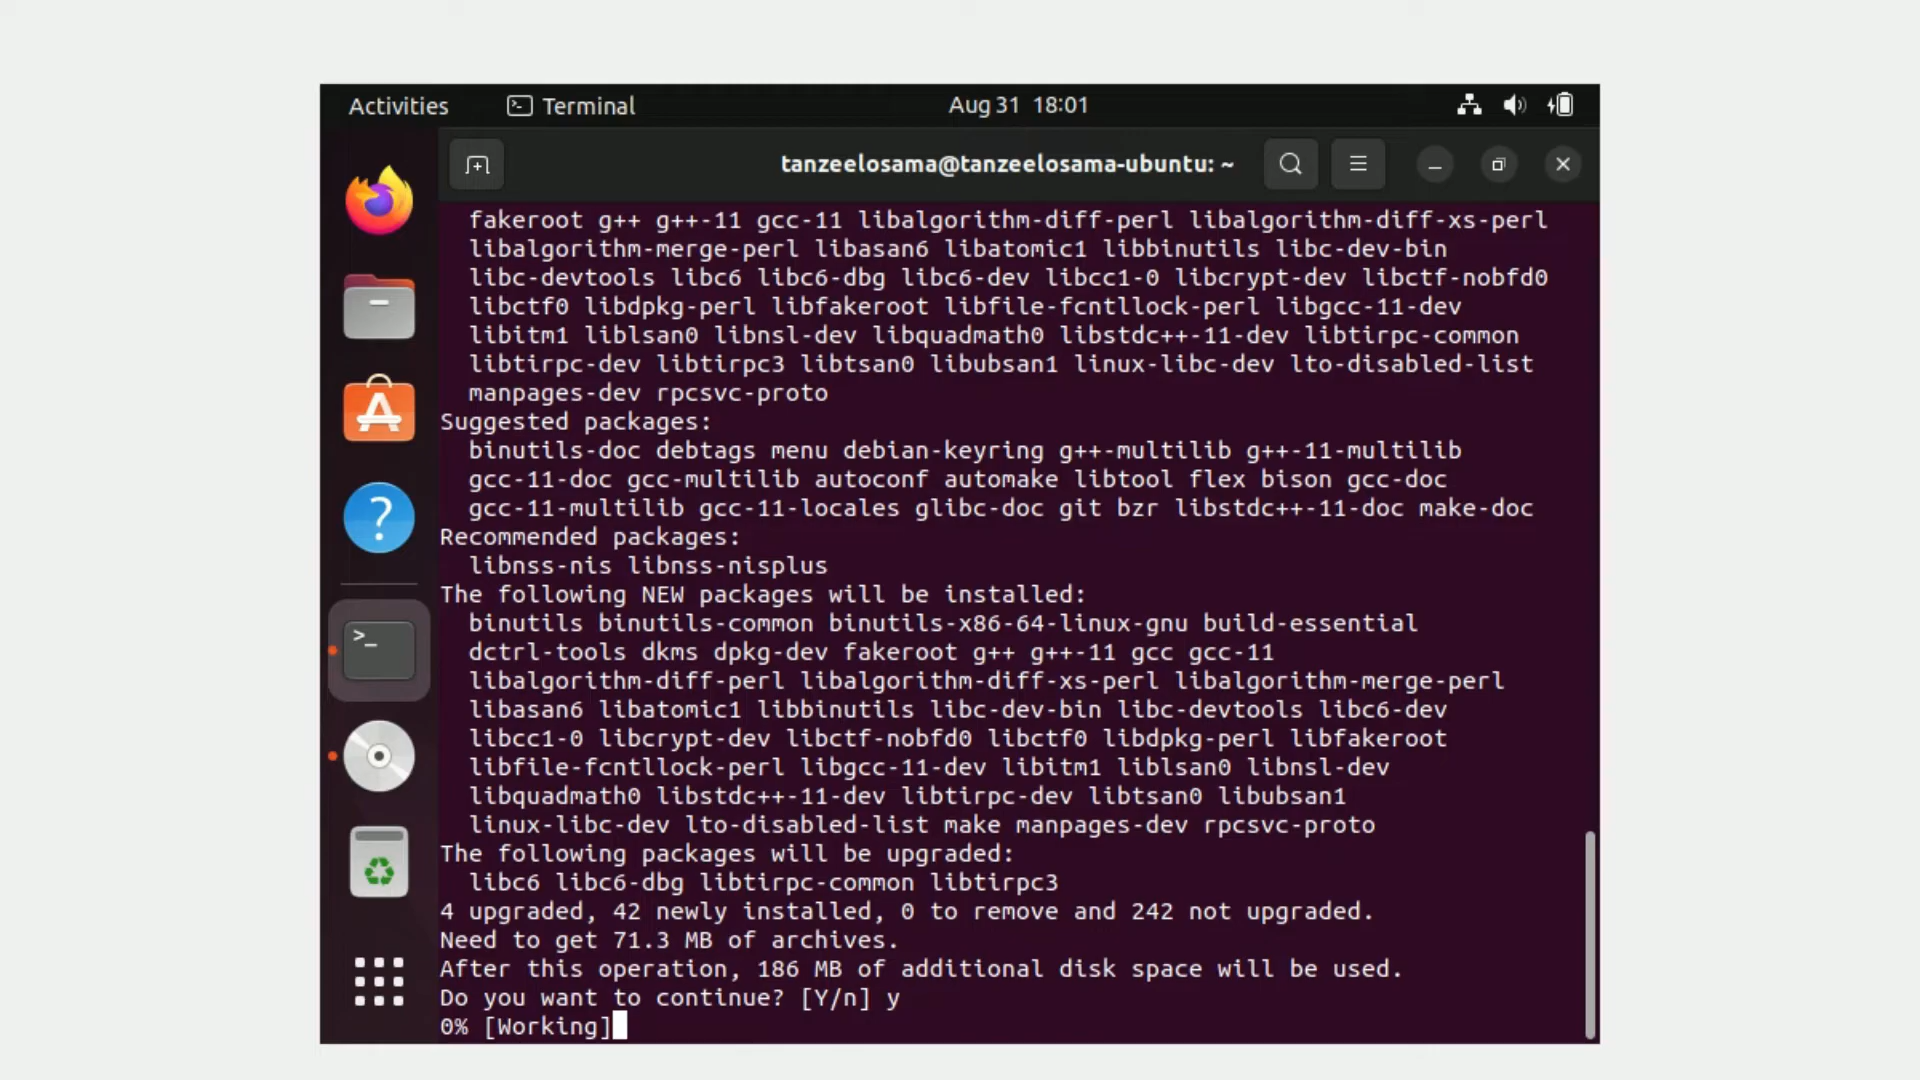 Activities Terminal Aug 31 18:01
tanzeelosama@tanzeelosama-ubuntu: ~
fakeroot g++ g++-11 gcc-11 libalgorithm-diff-perl libalgorithm-diff-xs-perl
libalgorithm-merge-perl libasan6 libatomic1 libbinutils libc-dev-bin
libc-devtools libc6 libc6-dbg libc6-dev libcc1-0 libcrypt-dev libctf-nobfd0
libctf0 libdpkg-perl libfakeroot libfile-fcntllock-perl libgcc-11-dev
libitm1 liblsan0 libnsl-dev libquadmath0 libstdc++-11-dev libtirpc-common
libtirpc-dev libtirpc3 libtsan0 libubsan1 linux-libc-dev lto-disabled-list
manpages-dev rpcsvc-proto
Suggested packages:
binutils-doc debtags menu debian-keyring g++-multilib g++-11-multilib
gcc-11-doc gcc-multilib autoconf automake libtool flex bison gcc-doc
gcc-11-multilib gcc-11-locales glibc-doc git bzr libstdc++-11-doc make-doc
Recommended packages:
libnss-nis libnss-nisplus
The following NEW packages will be installed:
binutils binutils-common binutils-x86-64-linux-gnu build-essential
dctrl-tools dkms dpkg-dev fakeroot g++ g++-11 gcc gcc-11
libalgorithm-diff-perl libalgorithm-diff-xs-perl libalgorithm-merge-perl
libasan6 libatomic1 libbinutils libc-dev-bin libc-devtools libc6-dev
libcc1-0 libcrypt-dev libctf-nobfd0 libctf0 libdpkg-perl libfakeroot
libfile-fcntllock-perl libgcc-11-dev libitm1 liblsan0 libnsl-dev
libquadmath0 libstdc++-11-dev libtirpc-dev libtsan0 libubsan1
linux-libc-dev lto-disabled-list make manpages-dev rpcsvc-proto
The following packages will be upgraded:
libc6 libc6-dbg libtirpc-common libtirpc3
4 upgraded, 42 newly installed, 0 to remove and 242 not upgraded.
Need to get 71.3 MB of archives.
After this operation, 186 MB of additional disk space will be used.
Do you want to continue? [Y/n] y
0% [Working]